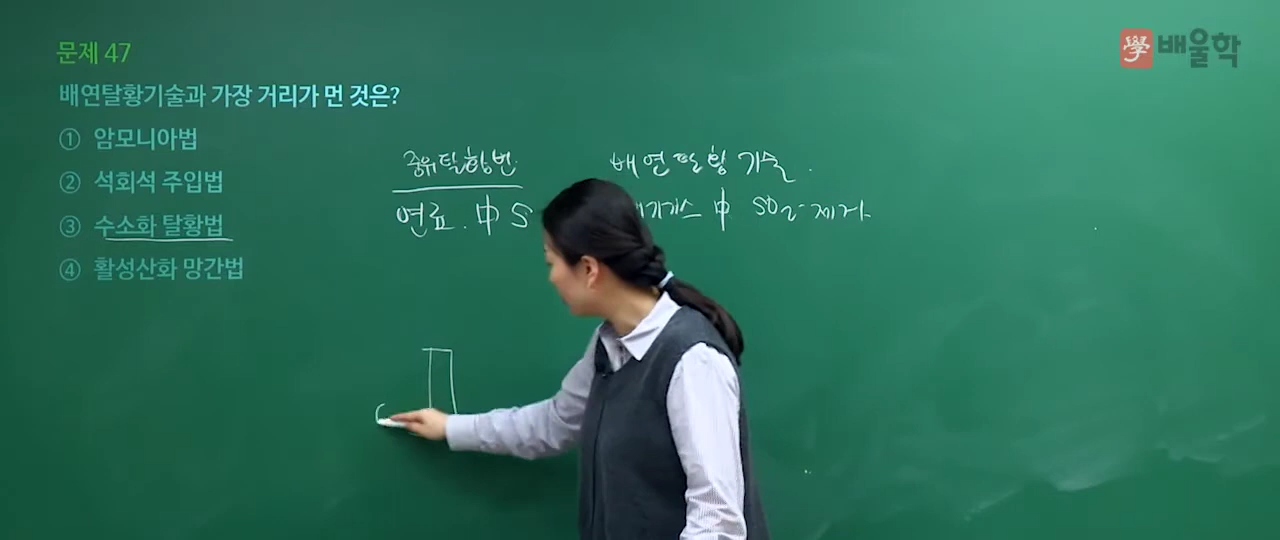 문제 47
배연탈황기술과 가장 거리가 먼 것은?
① 암모니아법
② 석회석 주입법
③ 수소화 탈황법
④ 활성산화 망간법
중유탈황법
연료.中 S
배연탈황 기술.
기가스 中 SO2 제거
學 배울학